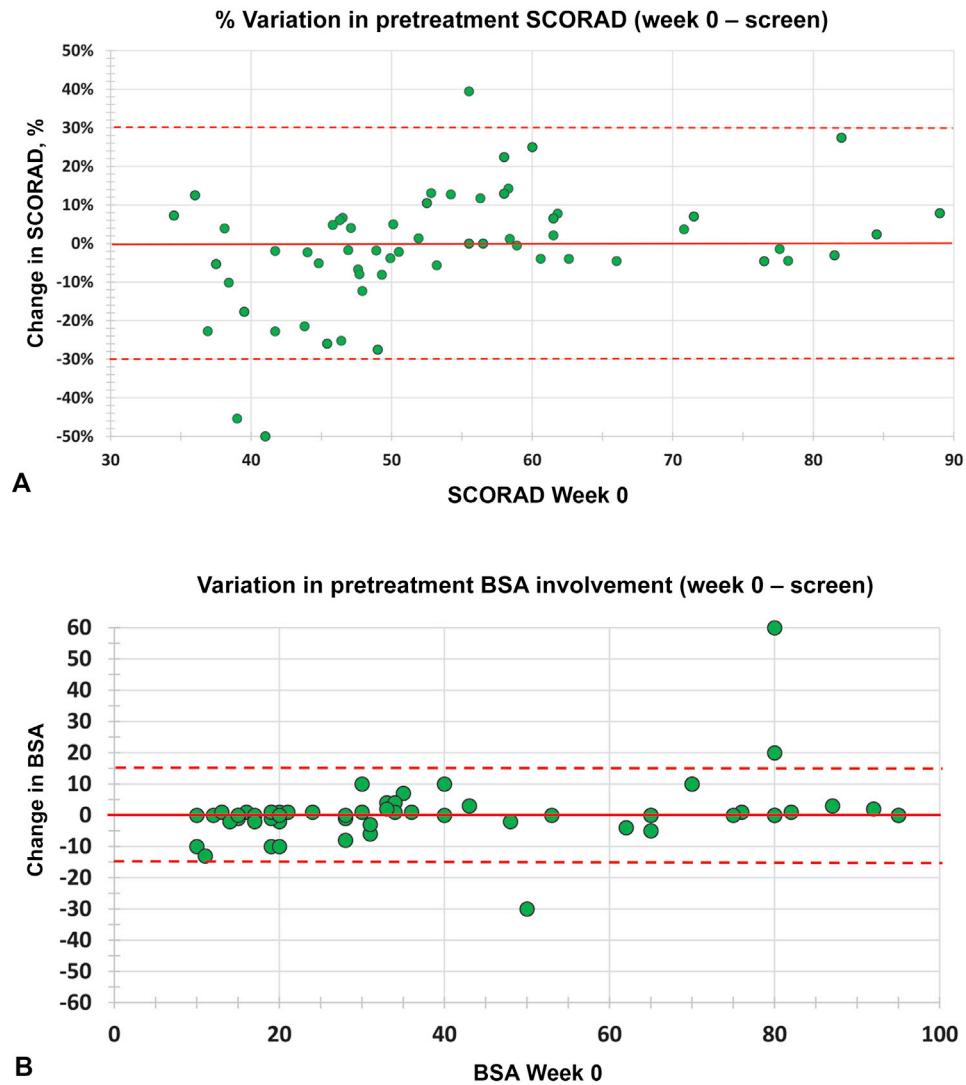 % Variation in pretreatment SCORAD (week 0 – screen)
50%
40%
30%
20%
10%
0%
-10%
-20%
-30%
-40%
-50%
Change in SCORAD, %
30 40 50 60 70 80 90
SCORAD Week 0
A
Variation in pretreatment BSA involvement (week 0 – screen)
60
50
40
30
20
10
0
-10
-20
-30
-40
-50
-60
Change in BSA
0 20 40 60 80 100
BSA Week 0
B